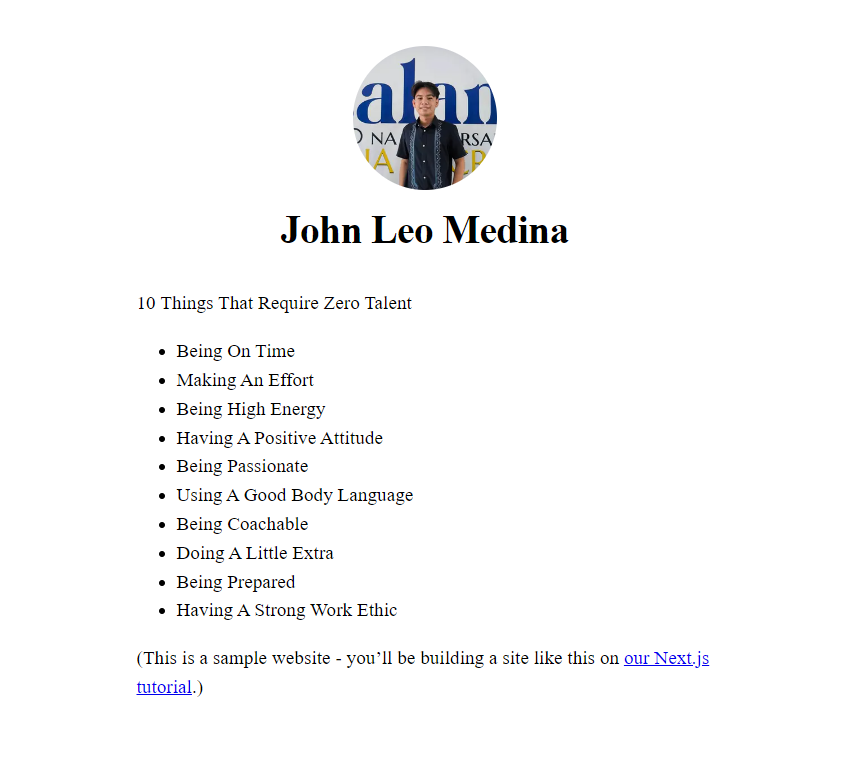 alan
NA
RSA
John Leo Medina
10 Things That Require Zero Talent
• Being On Time
• Making An Effort
• Being High Energy
• Having A Positive Attitude
• Being Passionate
• Using A Good Body Language
• Being Coachable
• Doing A Little Extra
• Being Prepared
• Having A Strong Work Ethic
(This is a sample website - you’ll be building a site like this on our Next.js
tutorial.)